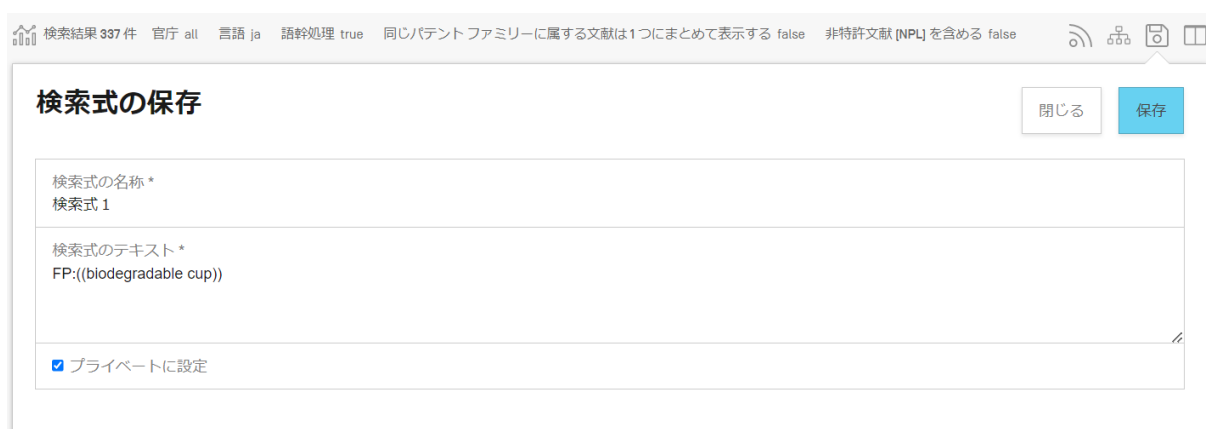 検索結果 337 件 官庁 all 言語 ja 語幹処理 true 同じパテント ファミリーに属する文献は1つにまとめて表示する false 非特許文献 [NPL] を含める false
検索式の保存
閉じる 保存
検索式の名称 *
検索式 1
検索式のテキスト *
FP:((biodegradable cup))
プライベートに設定